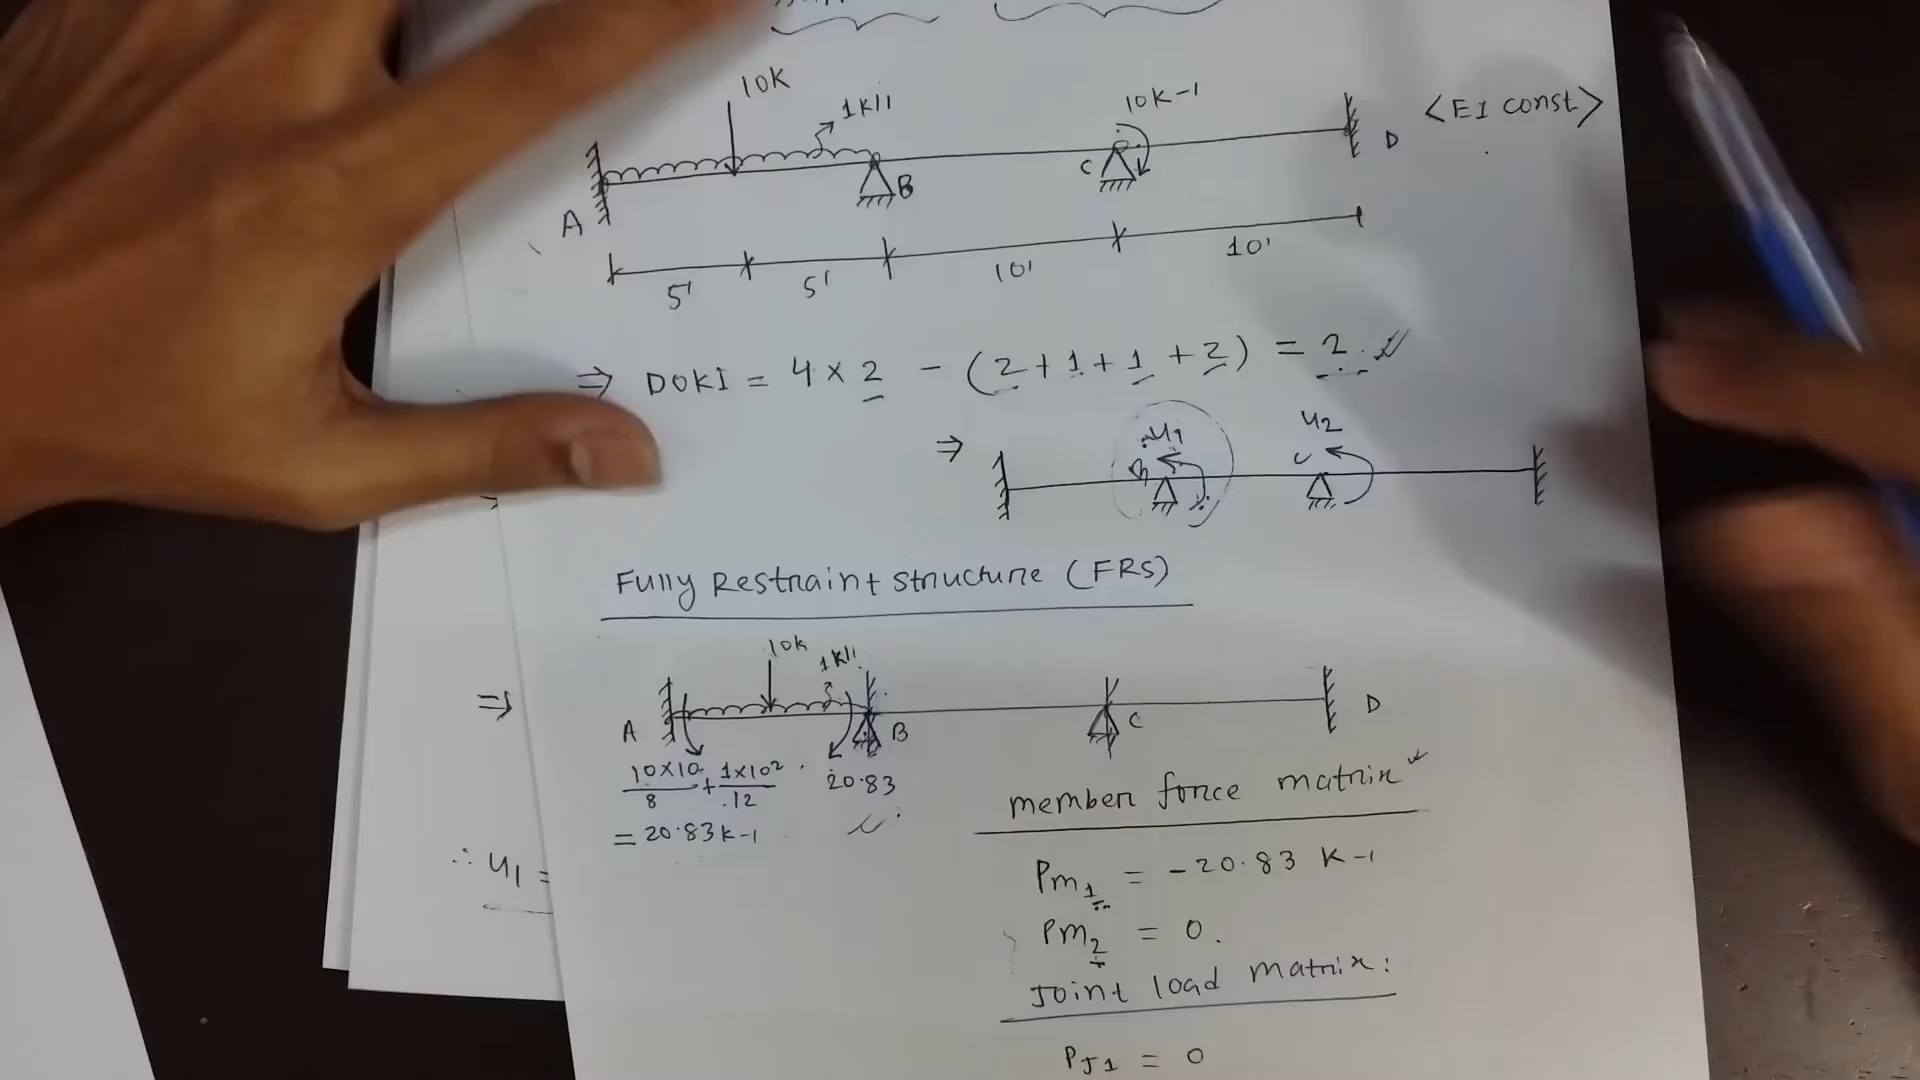 10K
1K11
10K-1
<EI const>
A
B
C
D
5'
5'
10'
10'
⇒ DOKI = 4 × 2 - (2+1+1+2) = 2.
⇒
u1
u2
B
C
Fully Restraint structure (FRS)
10K
1K11
A
B
C
D
10×10/8 + 1×10²/12
20.83
= 20.83 K-1
⇒
member force matrix
∴ u1 =
Pm1 = -20.83 K-1
Pm2 = 0.
Joint load matrix:
PJ1 = 0